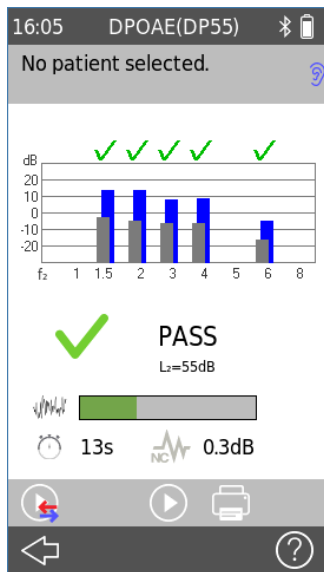 16:05 DPOAE(DP55)
No patient selected.
dB
20
10
0
-10
-20
f₂ 1 1.5 2 3 4 5 6 8
PASS
L₂=55dB
13s NC 0.3dB
?